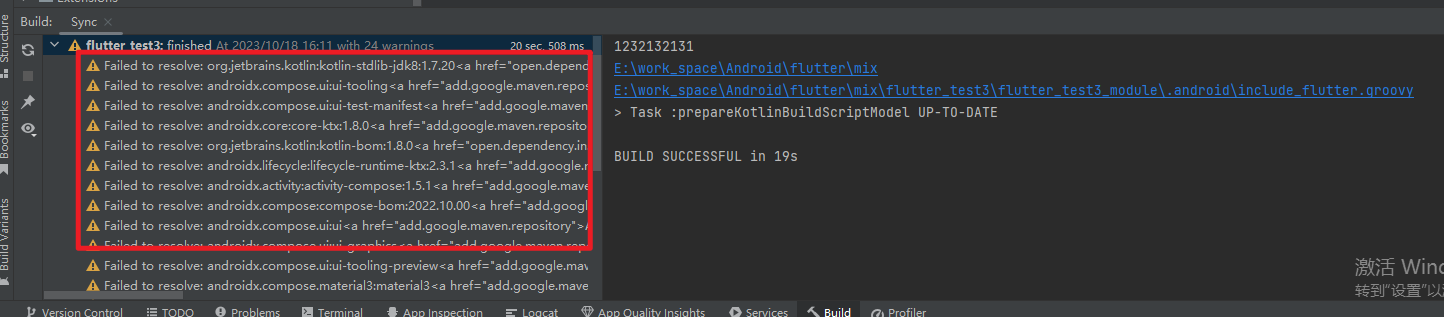 Extensions
Build: Sync
flutter_test3: finished At 2023/10/18 16:11 with 24 warnings 20 sec, 508 ms
Failed to resolve: org.jetbrains.kotlin:kotlin-stdlib-jdk8:1.7.20<a href="open.depend
Failed to resolve: androidx.compose.ui:ui-tooling<a href="add.google.maven.repos
Failed to resolve: androidx.compose.ui:ui-test-manifest<a href="add.google.maven
Failed to resolve: androidx.core:core-ktx:1.8.0<a href="add.google.maven.reposito
Failed to resolve: org.jetbrains.kotlin:kotlin-bom:1.8.0<a href="open.dependency.in
Failed to resolve: androidx.lifecycle:lifecycle-runtime-ktx:2.3.1<a href="add.google.r
Failed to resolve: androidx.activity:activity-compose:1.5.1<a href="add.google.mave
Failed to resolve: androidx.compose:compose-bom:2022.10.00<a href="add.goog
Failed to resolve: androidx.compose.ui:ui<a href="add.google.maven.repository">
Failed to resolve: androidx.compose.ui:ui-graphics<a href="add.google.maven.repo
Failed to resolve: androidx.compose.ui:ui-tooling-preview<a href="add.google.mav
Failed to resolve: androidx.compose.material3:material3<a href="add.google.mave
1232132131
E:\work_space\Android\flutter\mix
E:\work_space\Android\flutter\mix\flutter_test3\flutter_test3_module\.android\include_flutter.groovy
> Task :prepareKotlinBuildScriptModel UP-TO-DATE
BUILD SUCCESSFUL in 19s
激活 Win
转到"设置"以
Structure
Bookmarks
Build Variants
Version Control
TODO
Problems
Terminal
App Inspection
Logcat
App Quality Insights
Services
Build
Profiler